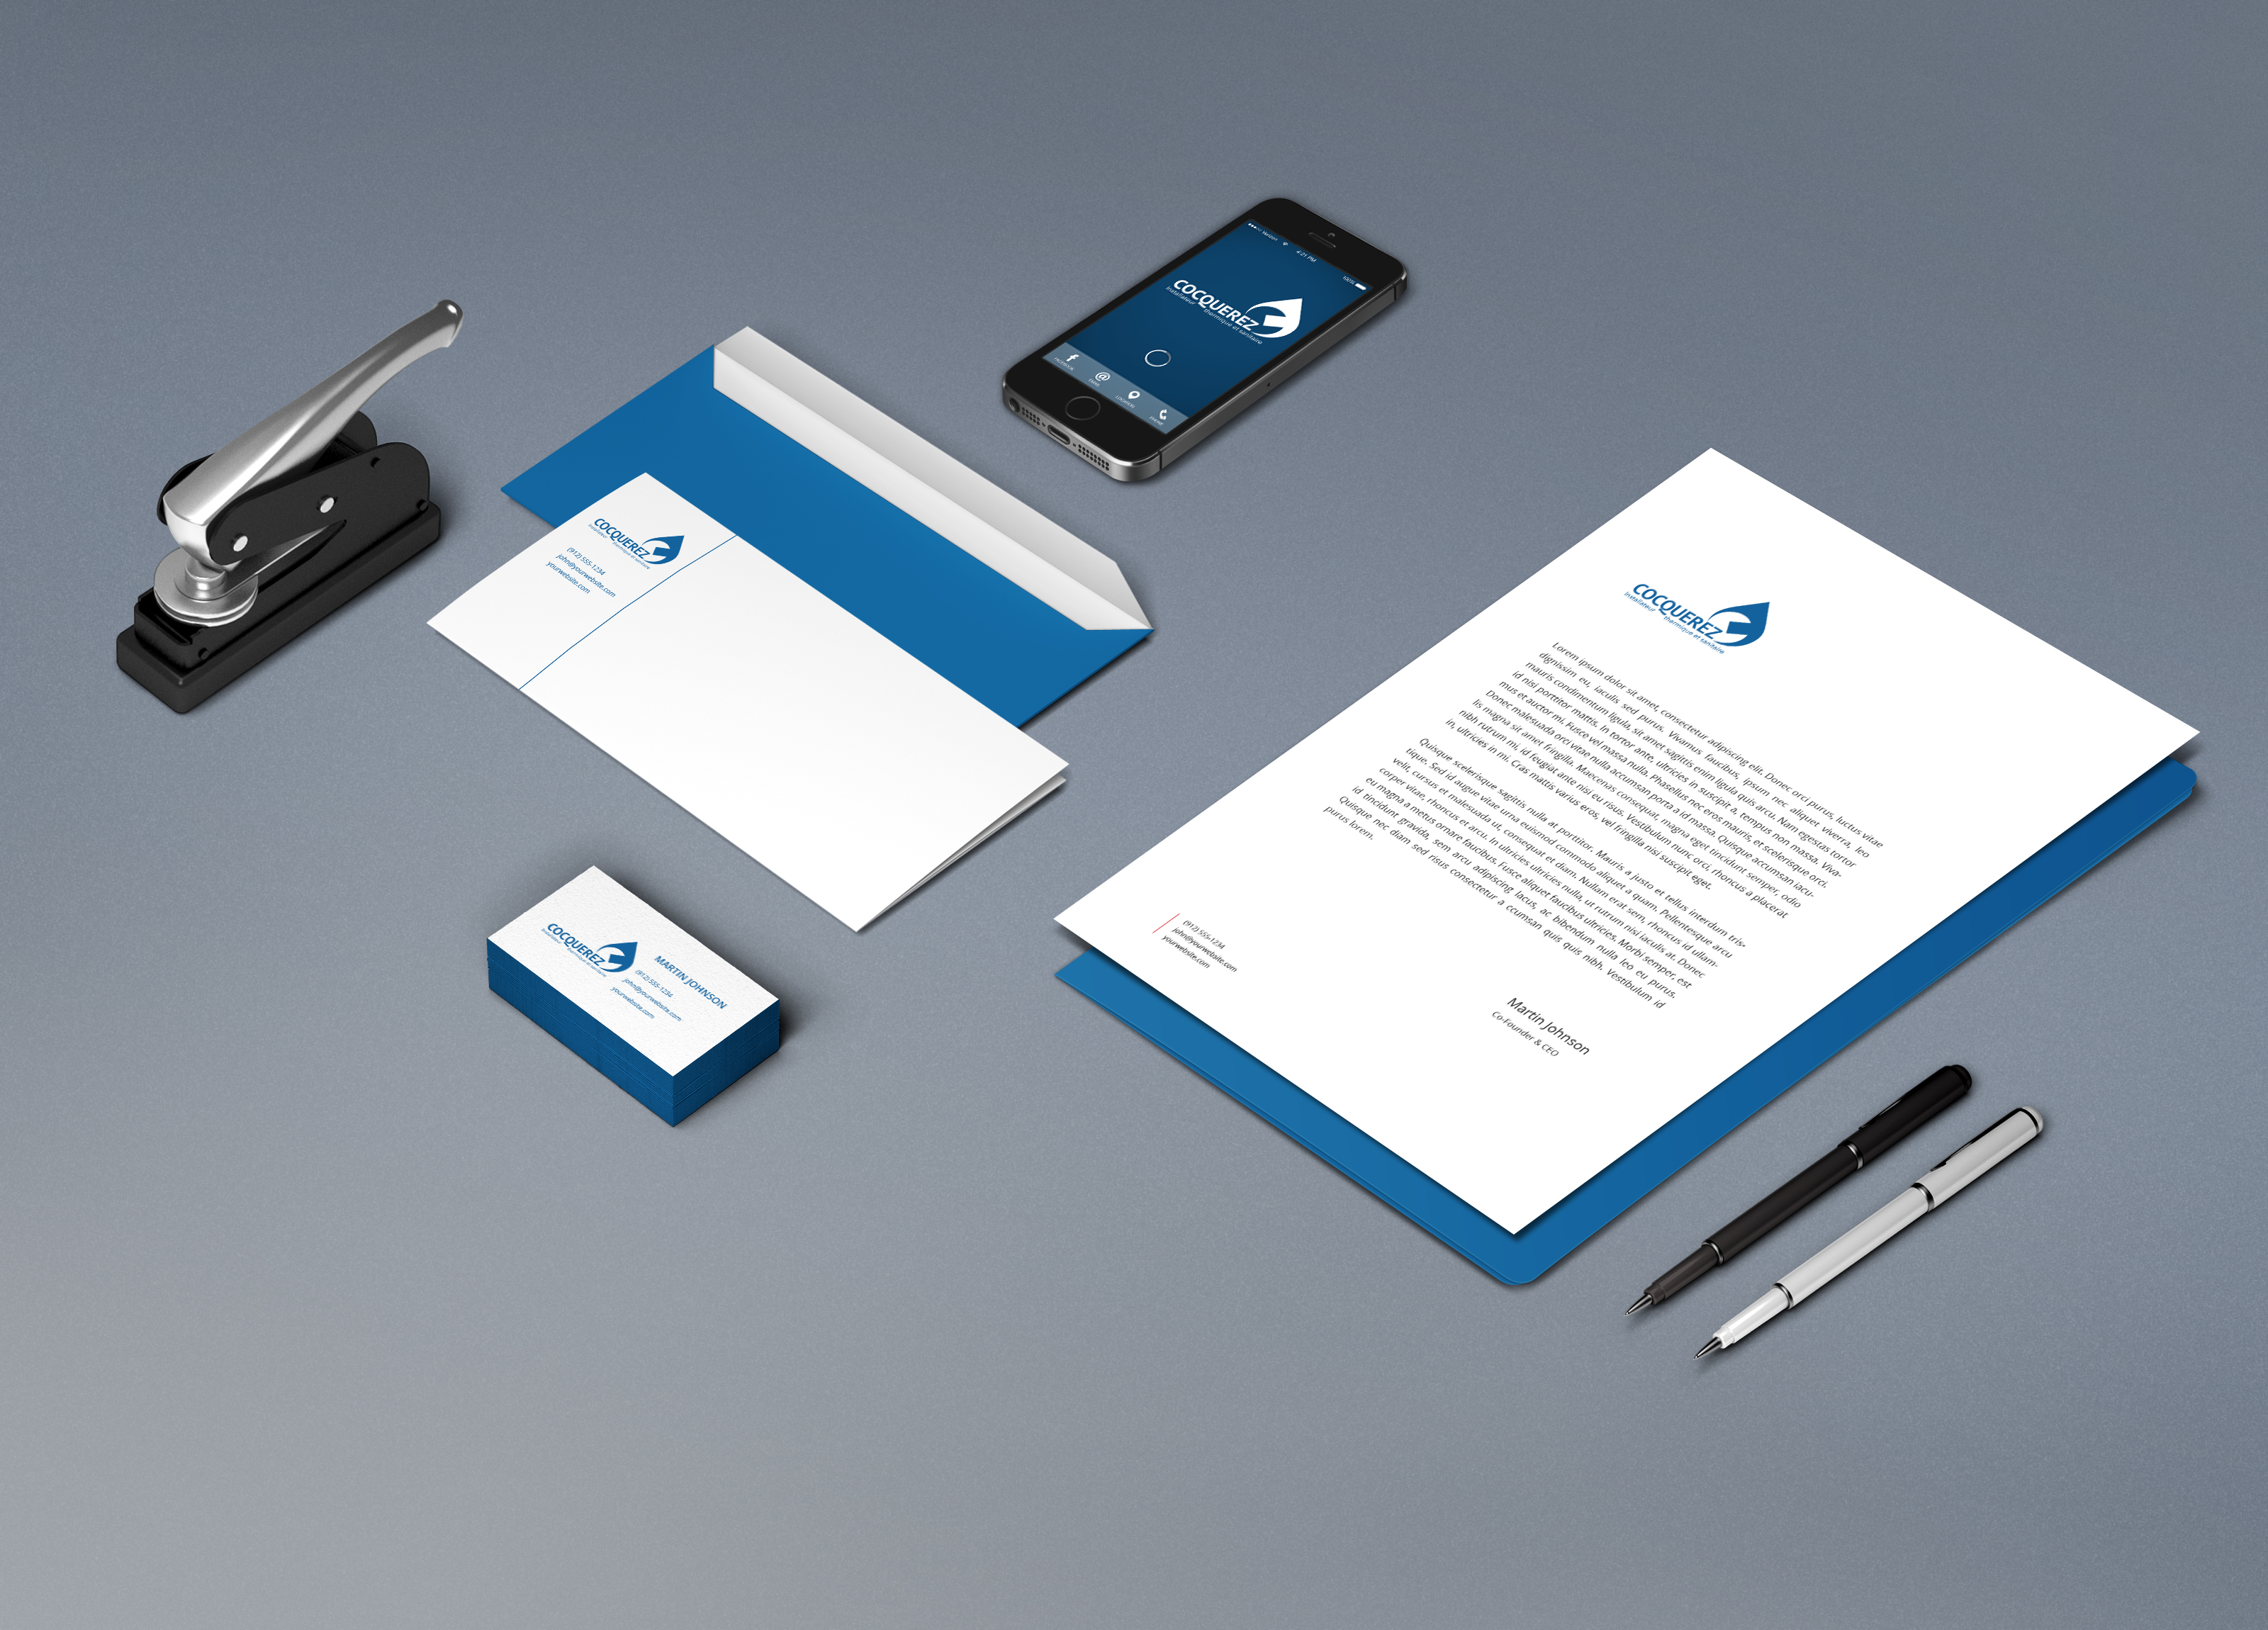 Verizon
4:21 PM
100%
COCQUEREZ
Installateur
thermique et sanitaire
FACEBOOK
EMAIL
LOCATION
PHONE
COCQUEREZ
Installateur
thermique et sanitaire
(912) 555-1234
john@yourwebsite.com
yourwebsite.com
COCQUEREZ
Installateur
thermique et sanitaire
MARTIN JOHNSON
(912) 555-1234
john@yourwebsite.com
yourwebsite.com
COCQUEREZ
Installateur
thermique et sanitaire
Lorem ipsum dolor sit amet, consectetur adipiscing elit. Donec orci purus, luctus vitae
dignissim eu, iaculis sed purus. Vivamus faucibus, ipsum nec aliquet viverra, leo
mauris condimentum ligula, sit amet sagittis enim ligula quis arcu. Nam egestas tortor
id nisi porttitor mattis. In tortor ante, ultricies in suscipit a, tempus non massa. Viva-
mus et auctor mi. Fusce vel massa nulla. Phasellus nec eros mauris, et scelerisque orci.
Donec malesuada orci vitae nulla accumsan porta a id massa. Quisque accumsan iacu-
lis magna sit amet fringilla. Maecenas consequat, magna eget tincidunt semper, odio
nibh rutrum mi, id feugiat ante nisi eu risus. Vestibulum nunc orci, rhoncus a placerat
in, ultricies in mi. Cras mattis varius eros, vel fringilla nisi suscipit eget.
Quisque scelerisque sagittis nulla at porttitor. Mauris a justo et tellus interdum tris-
tique. Sed id augue vitae urna euismod commodo aliquet a quam. Pellentesque arcu
velit, cursus et malesuada ut, consequat et diam. Nullam erat sem, rhoncus id ullam-
corper vitae, rhoncus et arcu. In ultricies ultricies nulla, ut rutrum nisi iaculis at. Donec
eu magna a metus ornare faucibus. Fusce aliquet faucibus ultricies. Morbi semper, est
id tincidunt gravida, sem arcu adipiscing lacus, ac bibendum nulla leo eu purus.
Quisque nec diam sed risus consectetur a ccumsan quis quis nibh. Vestibulum id
purus lorem.
(912) 555-1234
john@yourwebsite.com
yourwebsite.com
Martin Johnson
Co-Founder & CEO